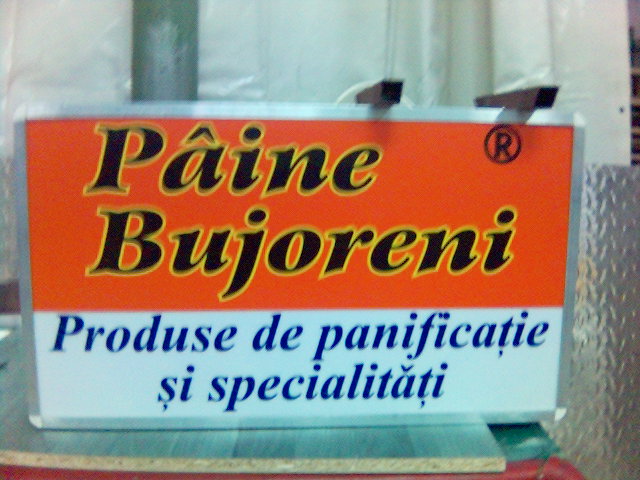 Pâine ®
Bujoreni
Produse de panificație
și specialități